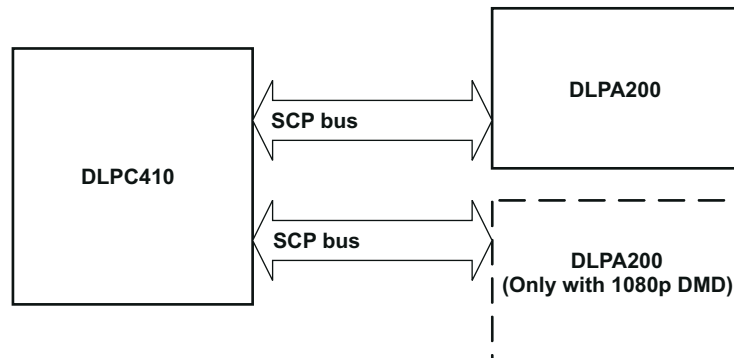 DLPA200
SCP bus
DLPC410
SCP bus
DLPA200
(Only with 1080p DMD)